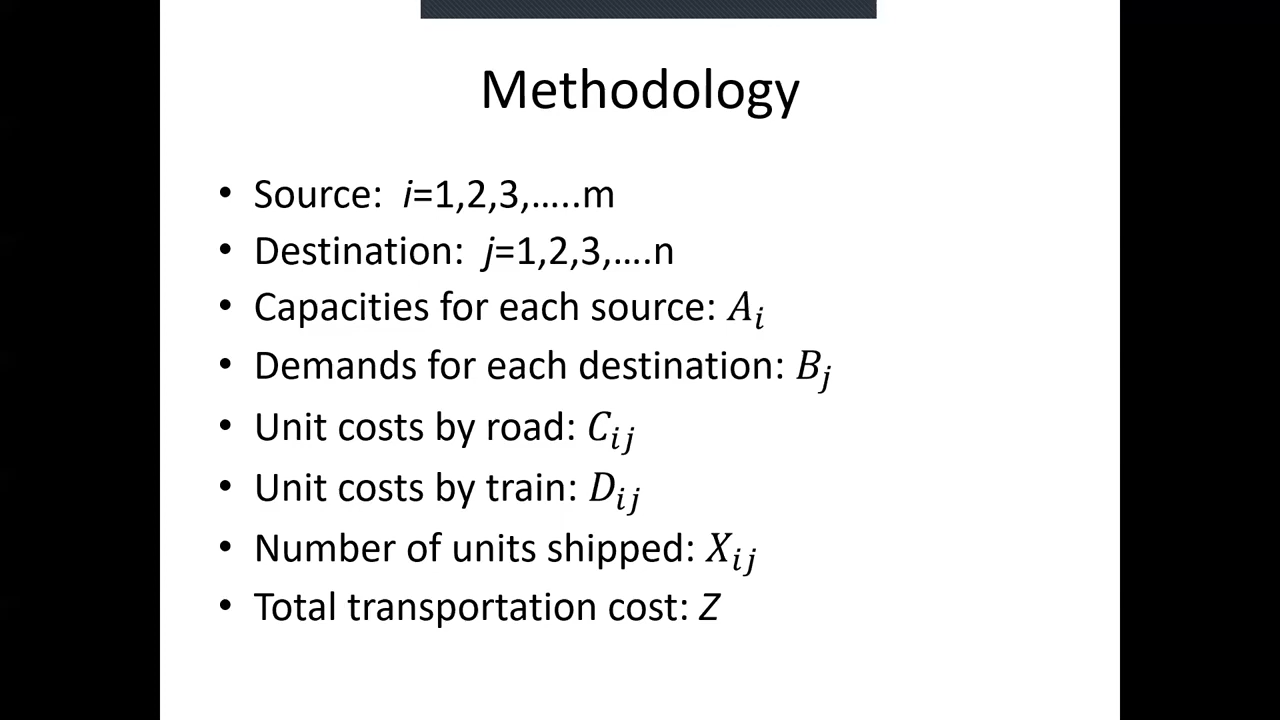 Methodology
• Source: i=1,2,3,…..m
• Destination: j=1,2,3,….n
• Capacities for each source: A_i
• Demands for each destination: B_j
• Unit costs by road: C_ij
• Unit costs by train: D_ij
• Number of units shipped: X_ij
• Total transportation cost: Z